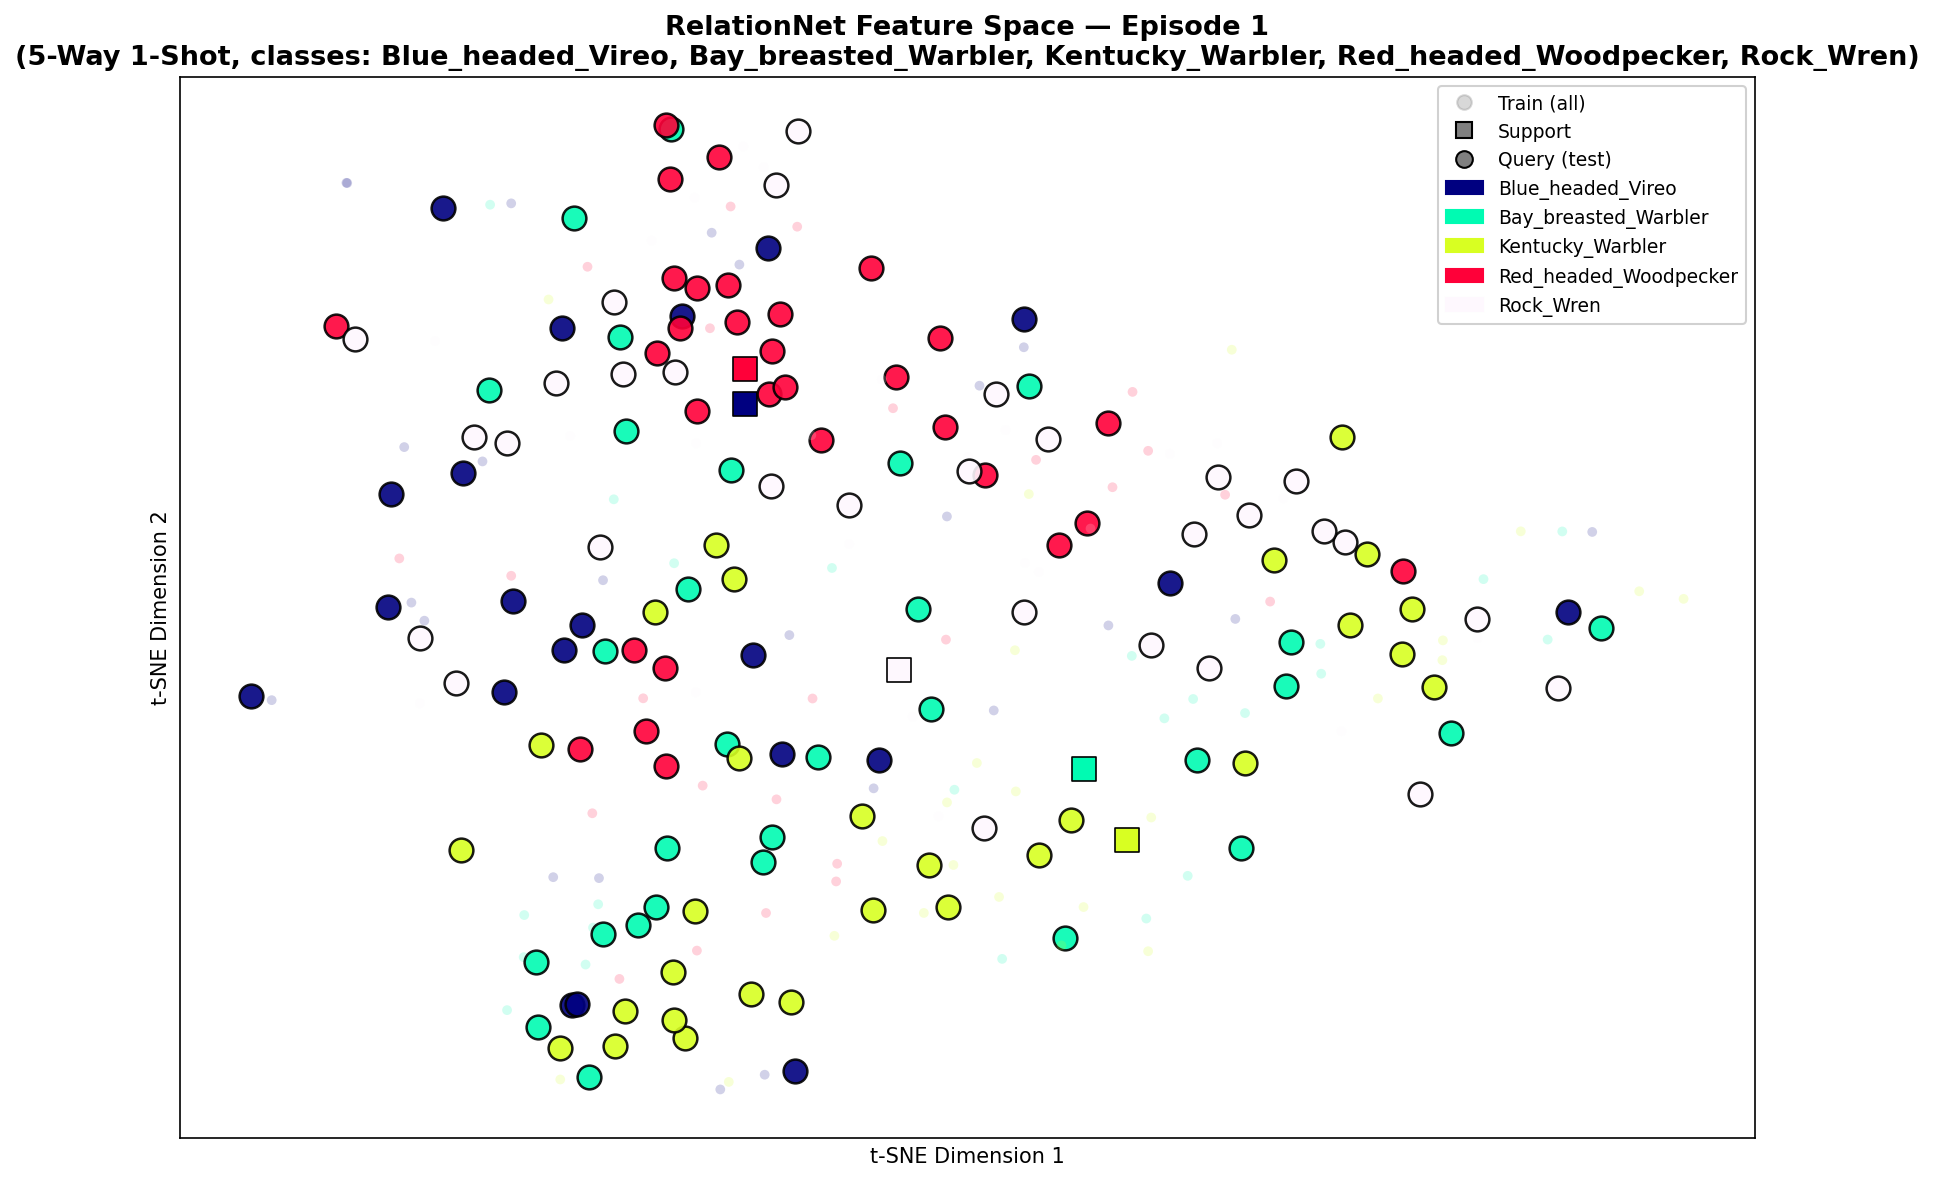 RelationNet Feature Space — Episode 1
(5-Way 1-Shot, classes: Blue_headed_Vireo, Bay_breasted_Warbler, Kentucky_Warbler, Red_headed_Woodpecker, Rock_Wren)
Train (all)
Support
Query (test)
Blue_headed_Vireo
Bay_breasted_Warbler
Kentucky_Warbler
Red_headed_Woodpecker
Rock_Wren
t-SNE Dimension 2
t-SNE Dimension 1